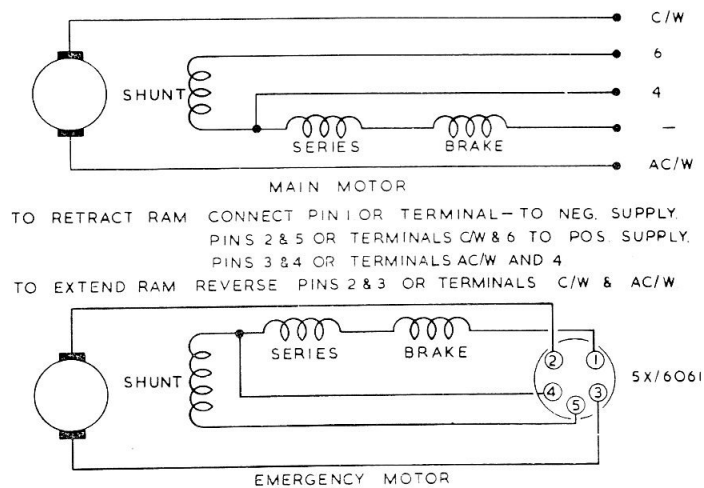 C/W
6
SHUNT
4
—
SERIES BRAKE
AC/W
MAIN MOTOR
TO RETRACT RAM CONNECT PIN 1 OR TERMINAL — TO NEG. SUPPLY.
PINS 2 & 5 OR TERMINALS C/W & 6 TO POS. SUPPLY.
PINS 3 & 4 OR TERMINALS AC/W AND 4
TO EXTEND RAM REVERSE PINS 2 & 3 OR TERMINALS C/W & AC/W
SERIES BRAKE 2 1
SHUNT 5X/6061
4 5 3
EMERGENCY MOTOR